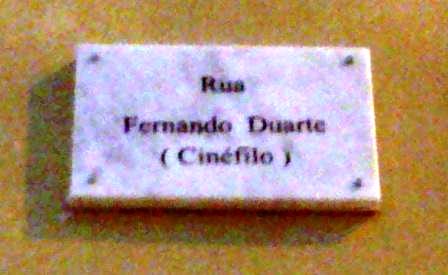 Rua
Fernando Duarte
( Cinéfilo )